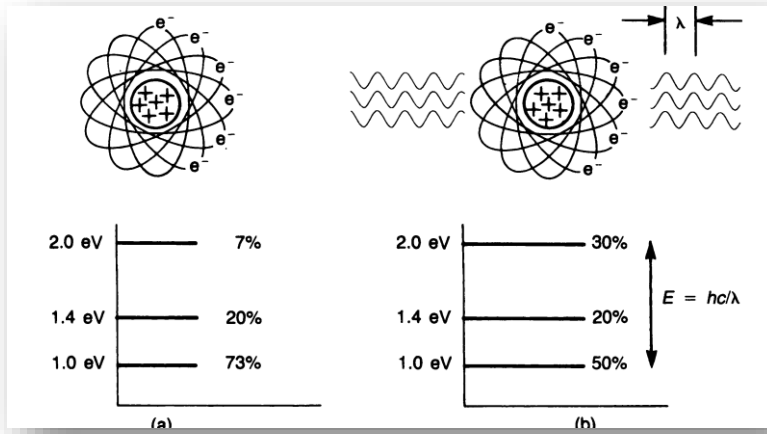 e⁻
e⁻
e⁻
e⁻
e⁻
e⁻
+ + + + + +
e⁻
e⁻
e⁻
e⁻
e⁻
e⁻
+ + + + + +
λ
2.0 eV 7%
1.4 eV 20%
1.0 eV 73%
(a)
2.0 eV 30%
1.4 eV 20%
1.0 eV 50%
E = hc/λ
(b)